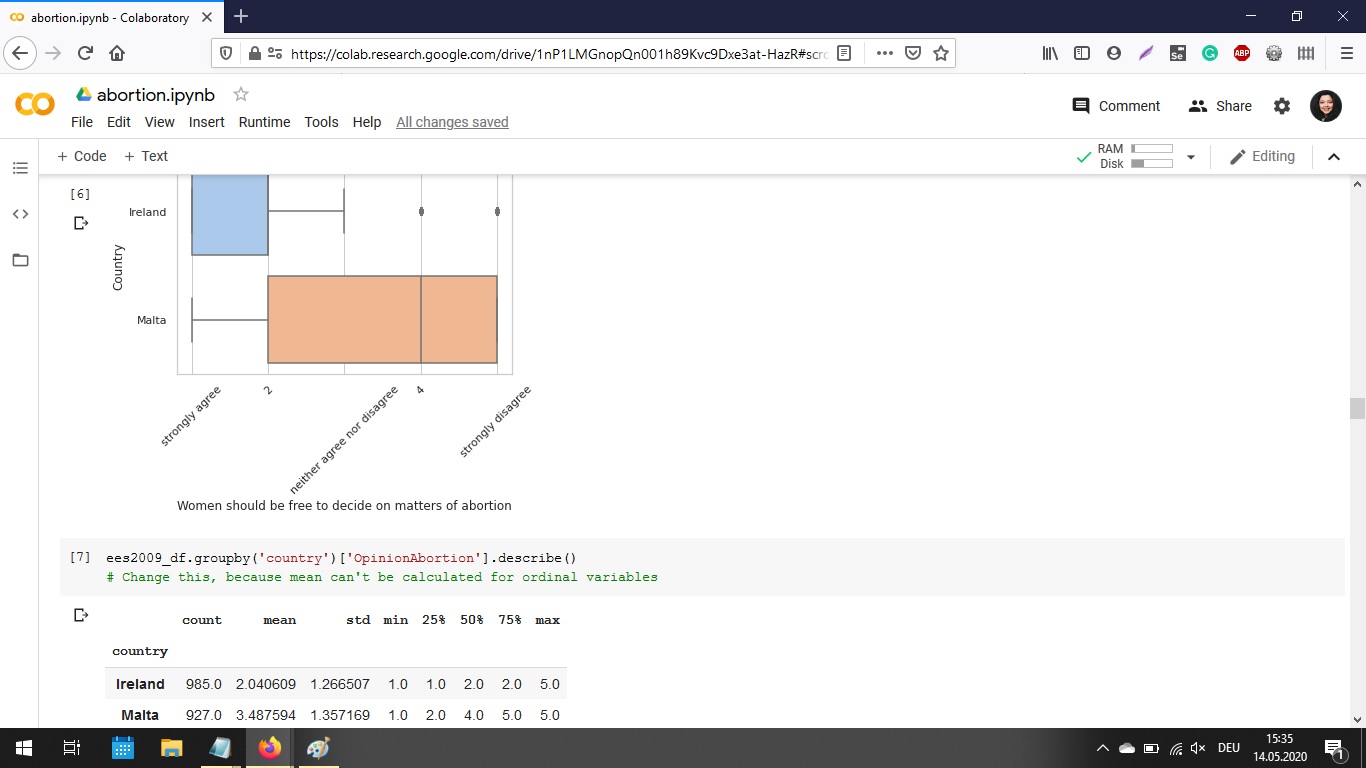 abortion.ipynb - Colaboratory
https://colab.research.google.com/drive/1nP1LMGnopQn001h89Kvc9Dxe3at-HazR#scro
Se
G
ABP
CO
abortion.ipynb
File Edit View Insert Runtime Tools Help All changes saved
Comment
Share
+ Code + Text
RAM
Disk
Editing
[6]
Ireland
Country
Malta
strongly agree
2
neither agree nor disagree
4
strongly disagree
Women should be free to decide on matters of abortion
[7] ees2009_df.groupby('country')['OpinionAbortion'].describe()
# Change this, because mean can't be calculated for ordinal variables
count mean std min 25% 50% 75% max
country
Ireland 985.0 2.040609 1.266507 1.0 1.0 2.0 2.0 5.0
Malta 927.0 3.487594 1.357169 1.0 2.0 4.0 5.0 5.0
DEU
15:35
14.05.2020
1